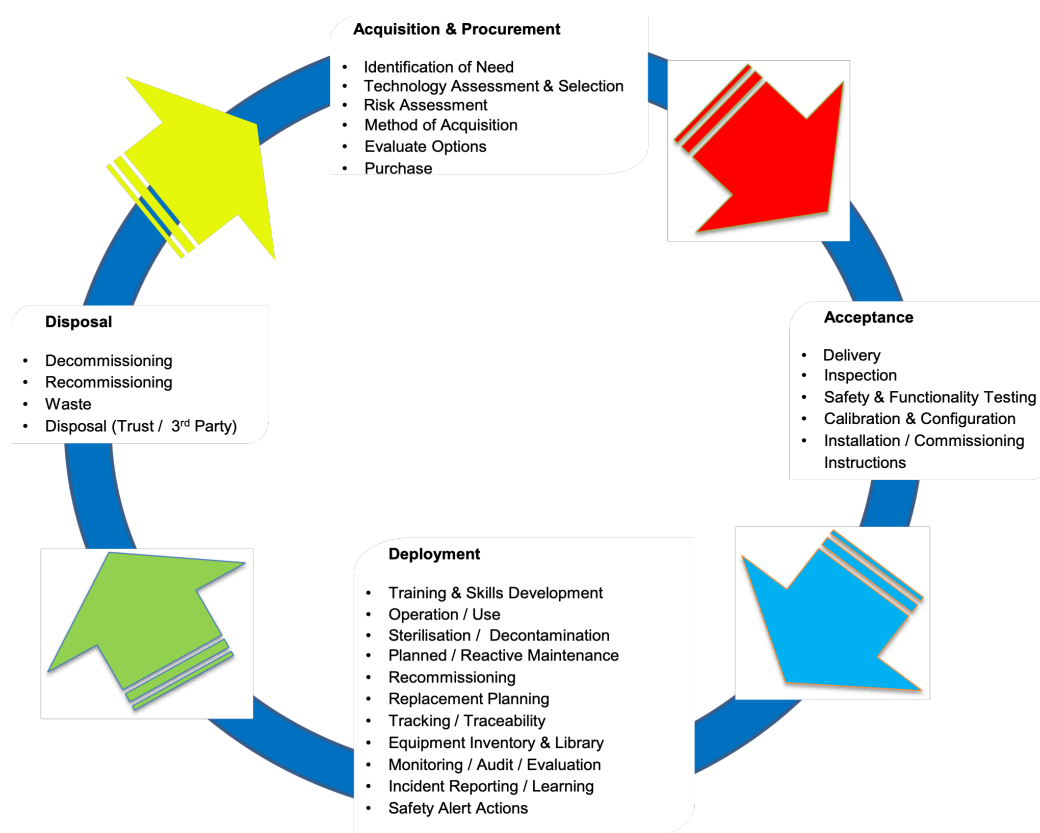 Acquisition & Procurement
• Identification of Need
• Technology Assessment & Selection
• Risk Assessment
• Method of Acquisition
• Evaluate Options
• Purchase
Acceptance
• Delivery
• Inspection
• Safety & Functionality Testing
• Calibration & Configuration
• Installation / Commissioning
Instructions
Deployment
• Training & Skills Development
• Operation / Use
• Sterilisation / Decontamination
• Planned / Reactive Maintenance
• Recommissioning
• Replacement Planning
• Tracking / Traceability
• Equipment Inventory & Library
• Monitoring / Audit / Evaluation
• Incident Reporting / Learning
• Safety Alert Actions
Disposal
• Decommissioning
• Recommissioning
• Waste
• Disposal (Trust / 3rd Party)